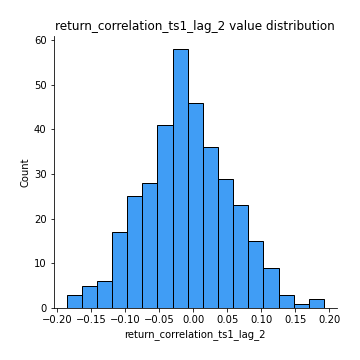 return_correlation_ts1_lag_2 value distribution
60
50
40
30
20
10
0
Count
−0.20 −0.15 −0.10 −0.05 0.00 0.05 0.10 0.15 0.20
return_correlation_ts1_lag_2